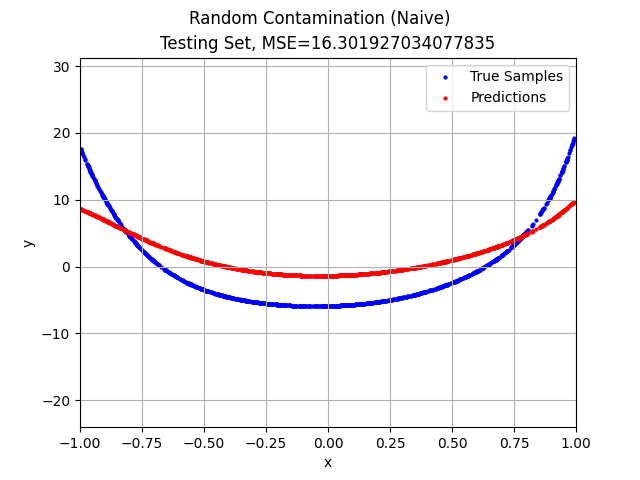 Random Contamination (Naive)
Testing Set, MSE=16.301927034077835
True Samples
Predictions
30
20
10
0
−10
−20
y
−1.00 −0.75 −0.50 −0.25 0.00 0.25 0.50 0.75 1.00
x